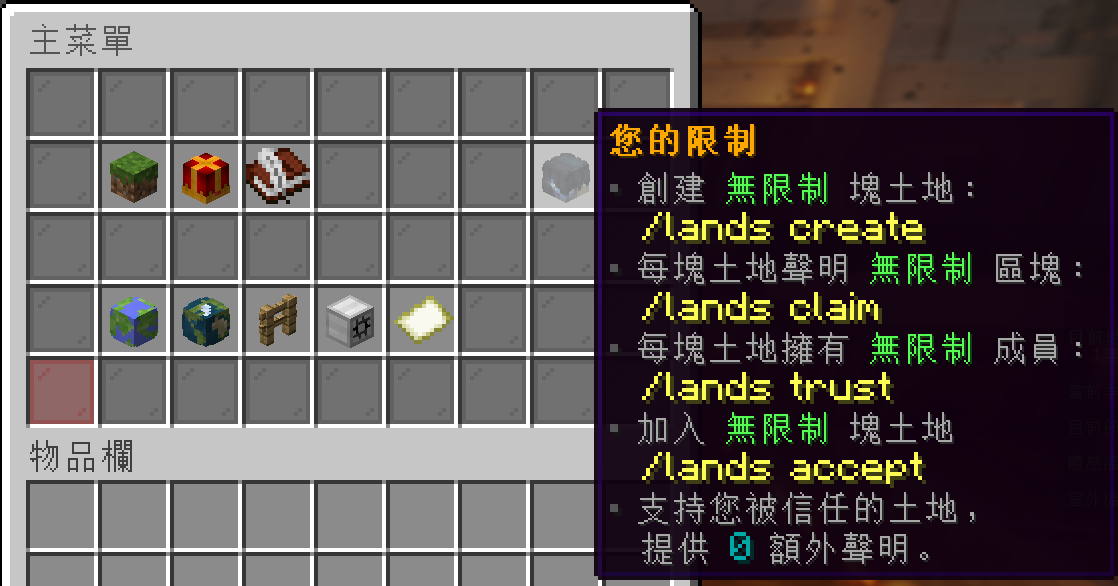 主菜單
您的限制
▪ 創建 無限制 塊土地：
/lands create
▪ 每塊土地聲明 無限制 區塊：
/lands claim
▪ 每塊土地擁有 無限制 成員：
/lands trust
▪ 加入 無限制 塊土地
/lands accept
▪ 支持您被信任的土地，
提供 0 額外聲明。
物品欄